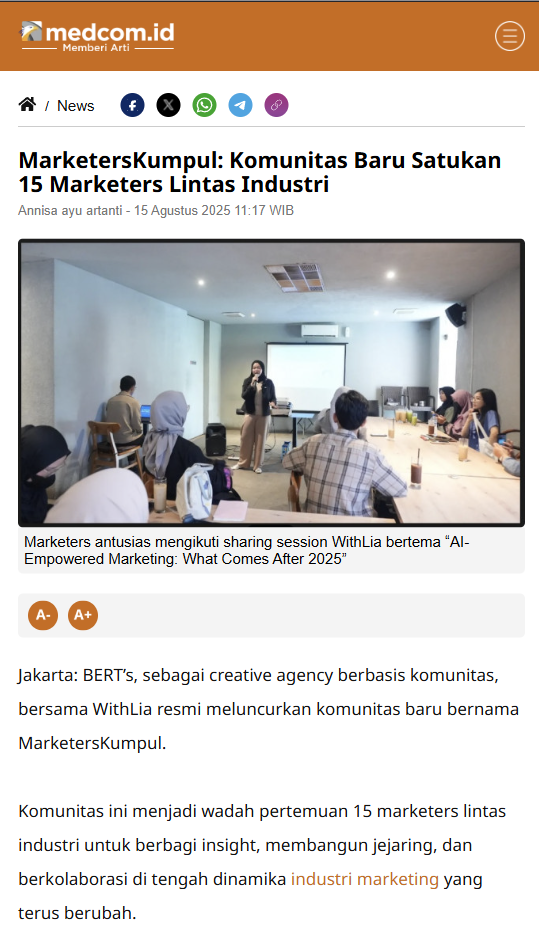 medcom.id
Memberi Arti
/ News
MarketersKumpul: Komunitas Baru Satukan
15 Marketers Lintas Industri
Annisa ayu artanti - 15 Agustus 2025 11:17 WIB
Marketers antusias mengikuti sharing session WithLia bertema “AI-
Empowered Marketing: What Comes After 2025”
A- A+
Jakarta: BERT’s, sebagai creative agency berbasis komunitas,
bersama WithLia resmi meluncurkan komunitas baru bernama
MarketersKumpul.
Komunitas ini menjadi wadah pertemuan 15 marketers lintas
industri untuk berbagi insight, membangun jejaring, dan
berkolaborasi di tengah dinamika industri marketing yang
terus berubah.